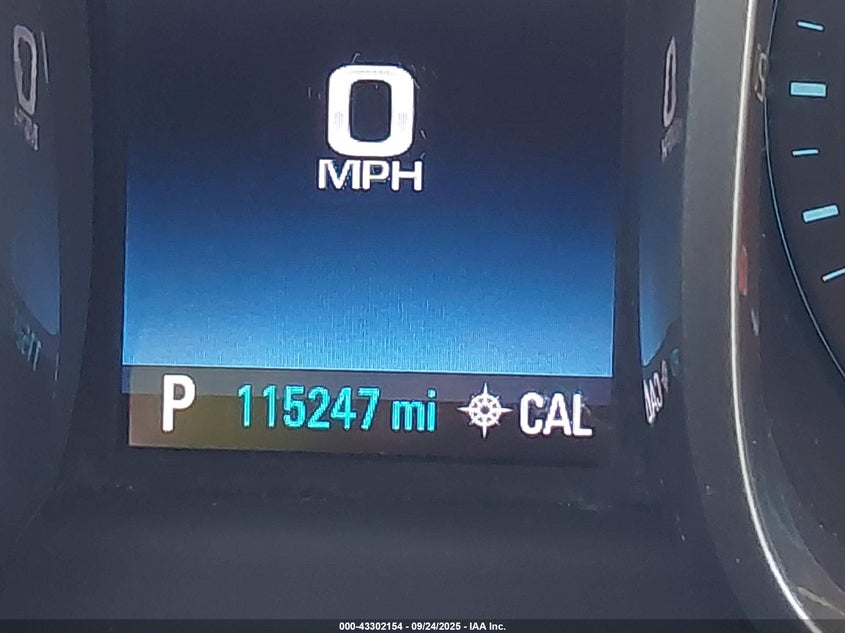 0
MPH
P 115247 mi CAL
000-43302154 - 09/24/2025 - IAA Inc.